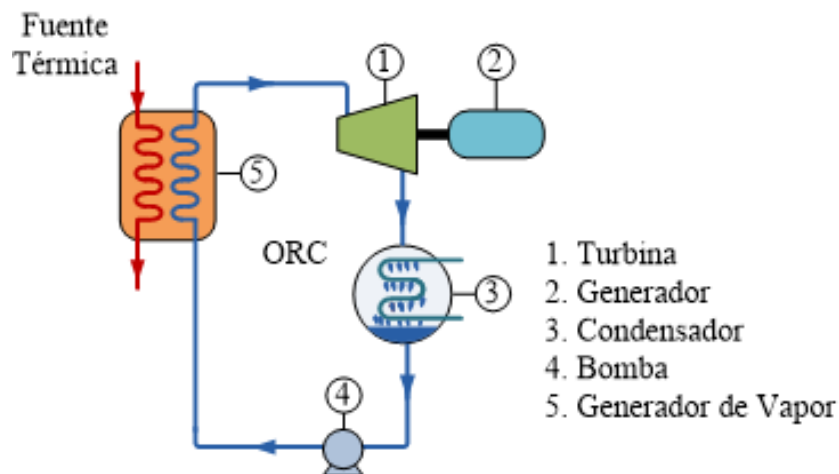 Fuente
Térmica
1
2
5
ORC
3
4
1. Turbina
2. Generador
3. Condensador
4. Bomba
5. Generador de Vapor